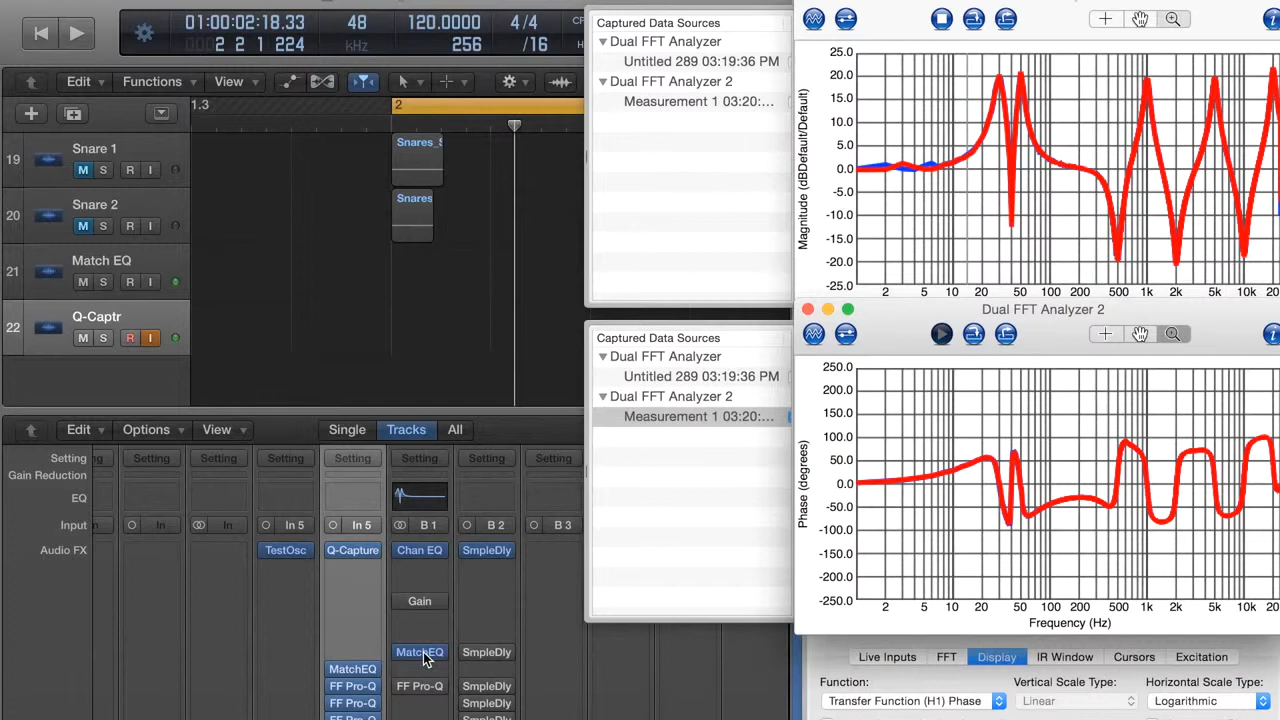 01:00:02:18.33 48 120.0000 4/4
2 2 1 224 kHz 256 /16
Edit Functions View
1.3 2
19 Snare 1
M S R I
Snares_S
20 Snare 2
M S R I
Snares
21 Match EQ
M S R I
22 Q-Captr
M S R I
Edit Options View Single Tracks All
Setting Setting Setting Setting Setting Setting Setting Setting
Gain Reduction
EQ
Input In In In 5 In 5 B 1 B 2 B 3
Audio FX TestOsc Q-Capture Chan EQ SmpleDly
Gain
MatchEQ SmpleDly
MatchEQ
FF Pro-Q FF Pro-Q SmpleDly
FF Pro-Q SmpleDly
Captured Data Sources
Dual FFT Analyzer
Untitled 289 03:19:36 PM
Dual FFT Analyzer 2
Measurement 1 03:20:...
Captured Data Sources
Dual FFT Analyzer
Untitled 289 03:19:36 PM
Dual FFT Analyzer 2
Measurement 1 03:20:...
Magnitude (dBDefault/Default)
25.0
20.0
15.0
10.0
5.0
0.0
-5.0
-10.0
-15.0
-20.0
-25.0
2 5 10 20 50 100 200 500 1k 2k 5k 10k 20
Dual FFT Analyzer 2
Phase (degrees)
250.0
200.0
150.0
100.0
50.0
0.0
-50.0
-100.0
-150.0
-200.0
-250.0
2 5 10 20 50 100 200 500 1k 2k 5k 10k 20
Frequency (Hz)
Live Inputs FFT Display IR Window Cursors Excitation
Function: Vertical Scale Type: Horizontal Scale Type:
Transfer Function (H1) Phase Linear Logarithmic